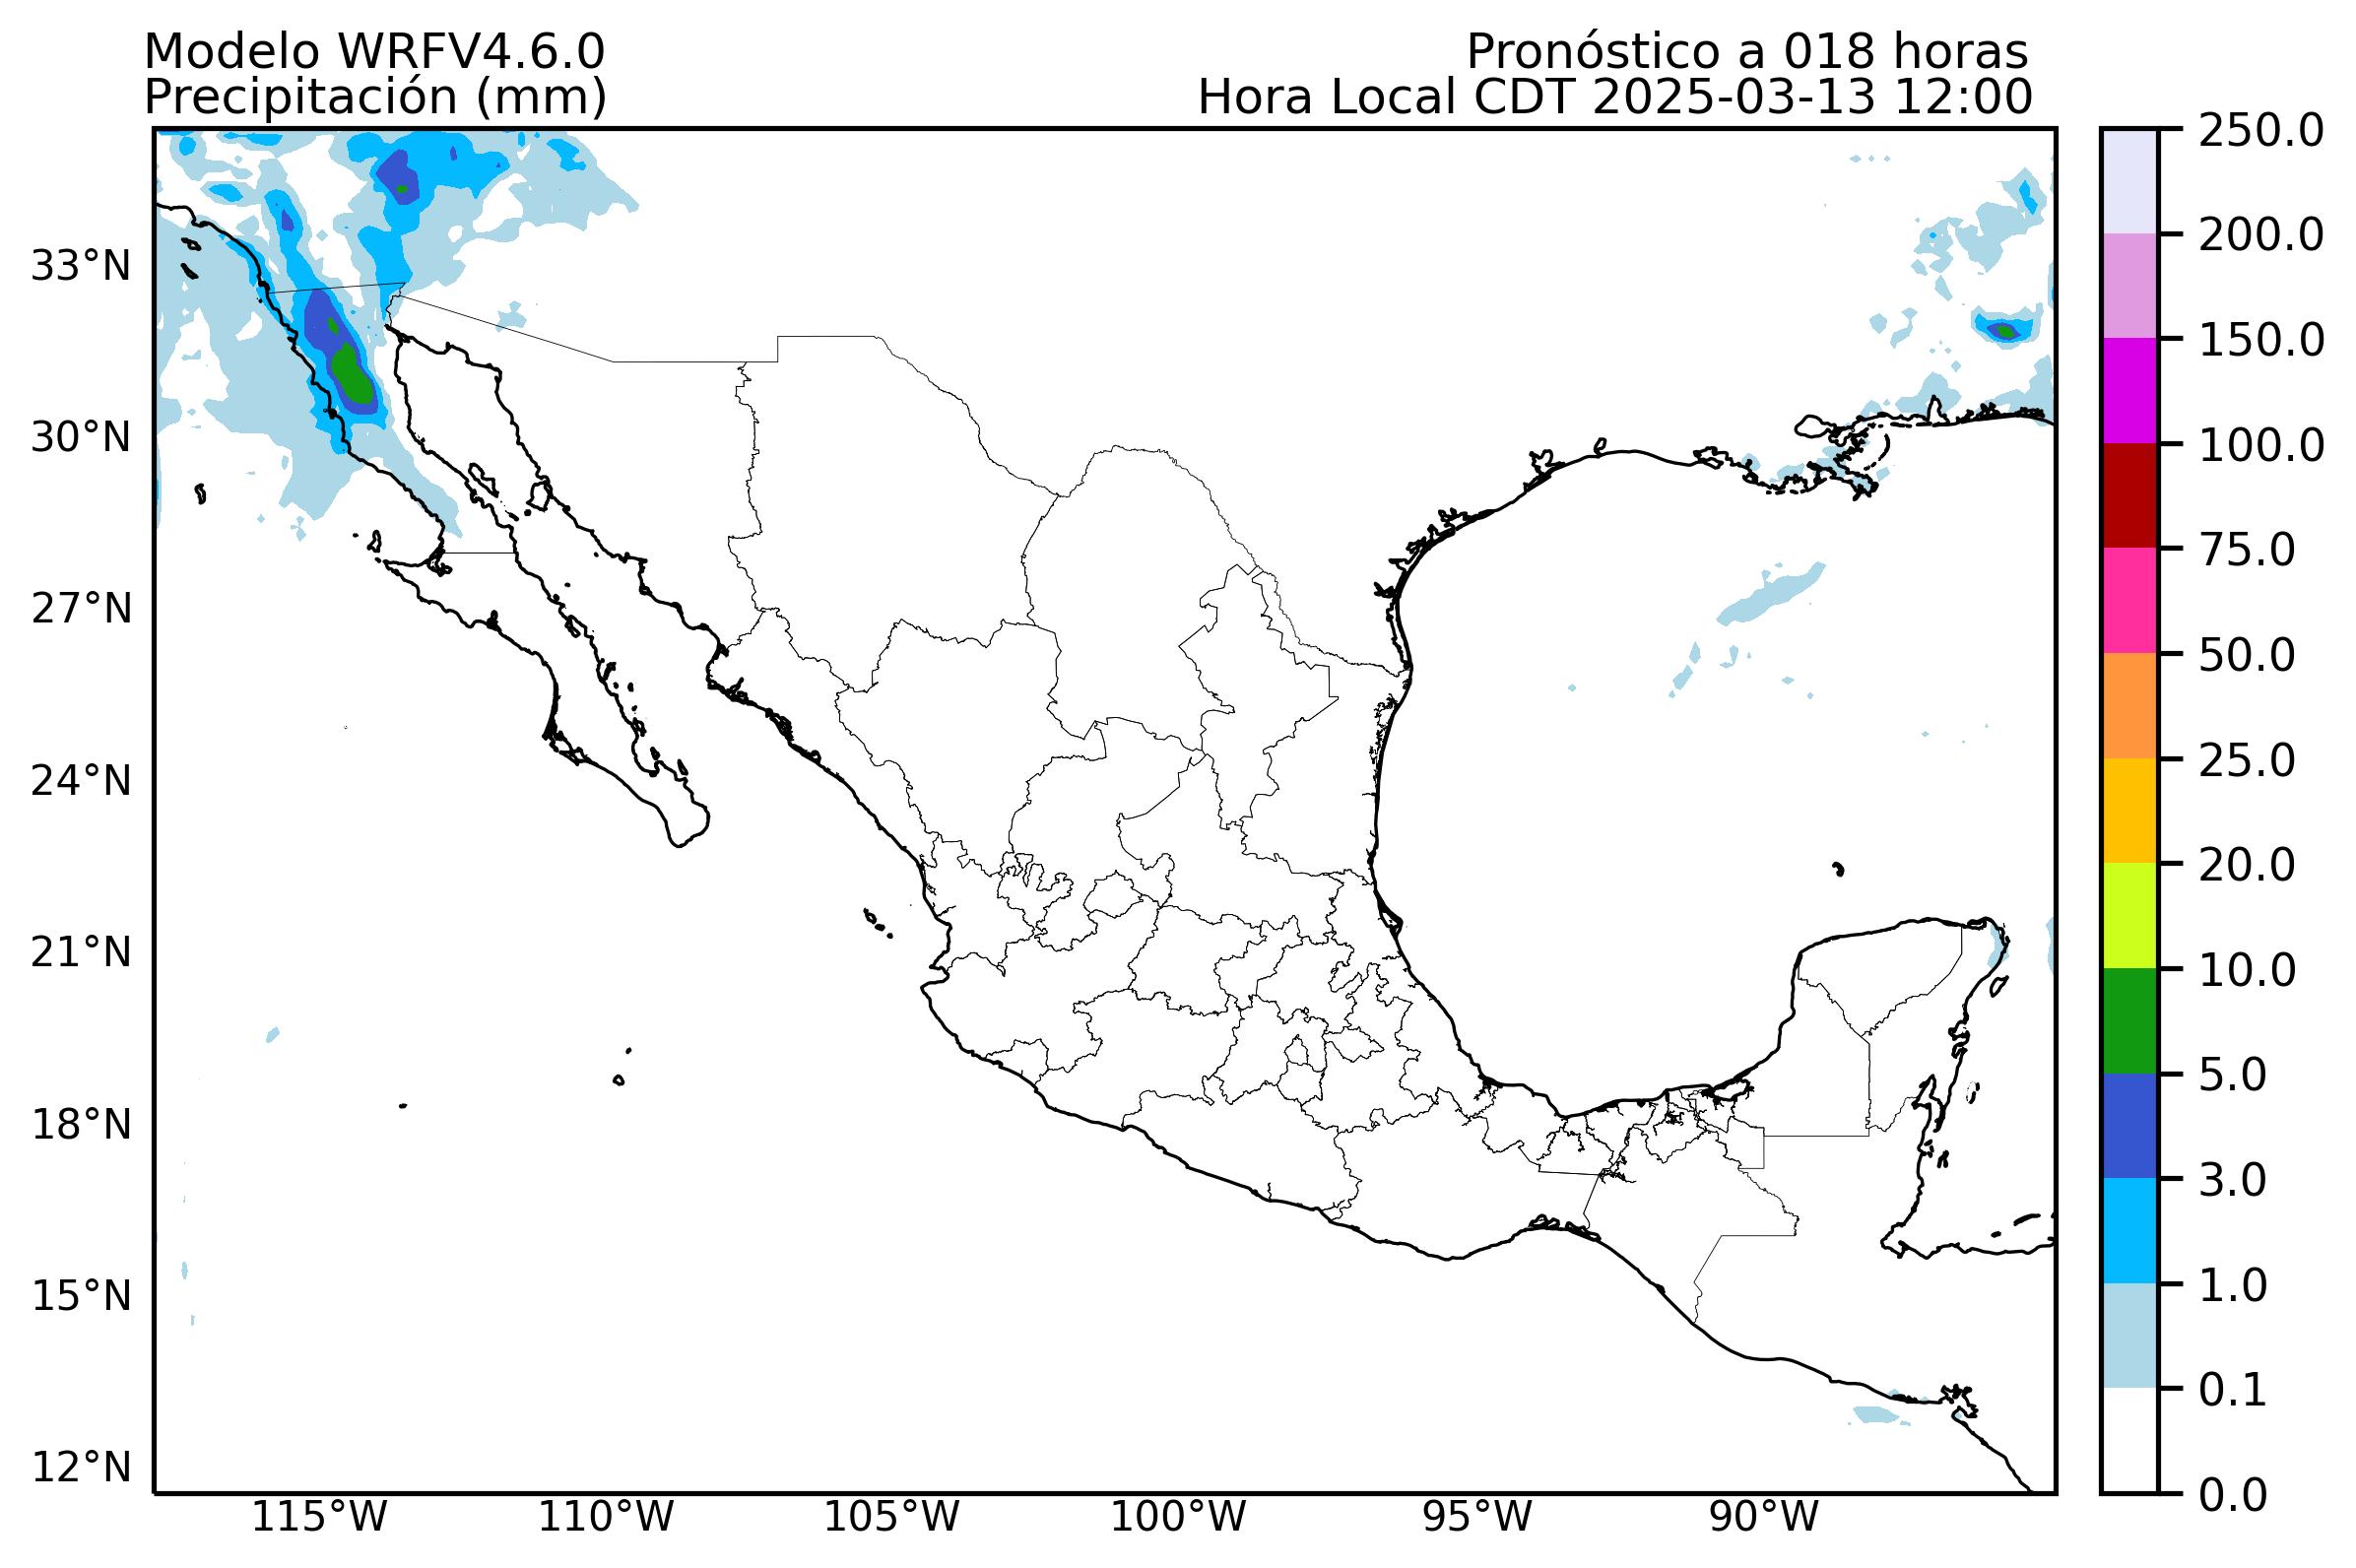 Modelo WRFV4.6.0
Pronóstico a 018 horas
Precipitación (mm)
Hora Local CDT 2025-03-13 12:00
33°N
30°N
27°N
24°N
21°N
18°N
15°N
12°N
115°W
110°W
105°W
100°W
95°W
90°W
250.0
200.0
150.0
100.0
75.0
50.0
25.0
20.0
10.0
5.0
3.0
1.0
0.1
0.0